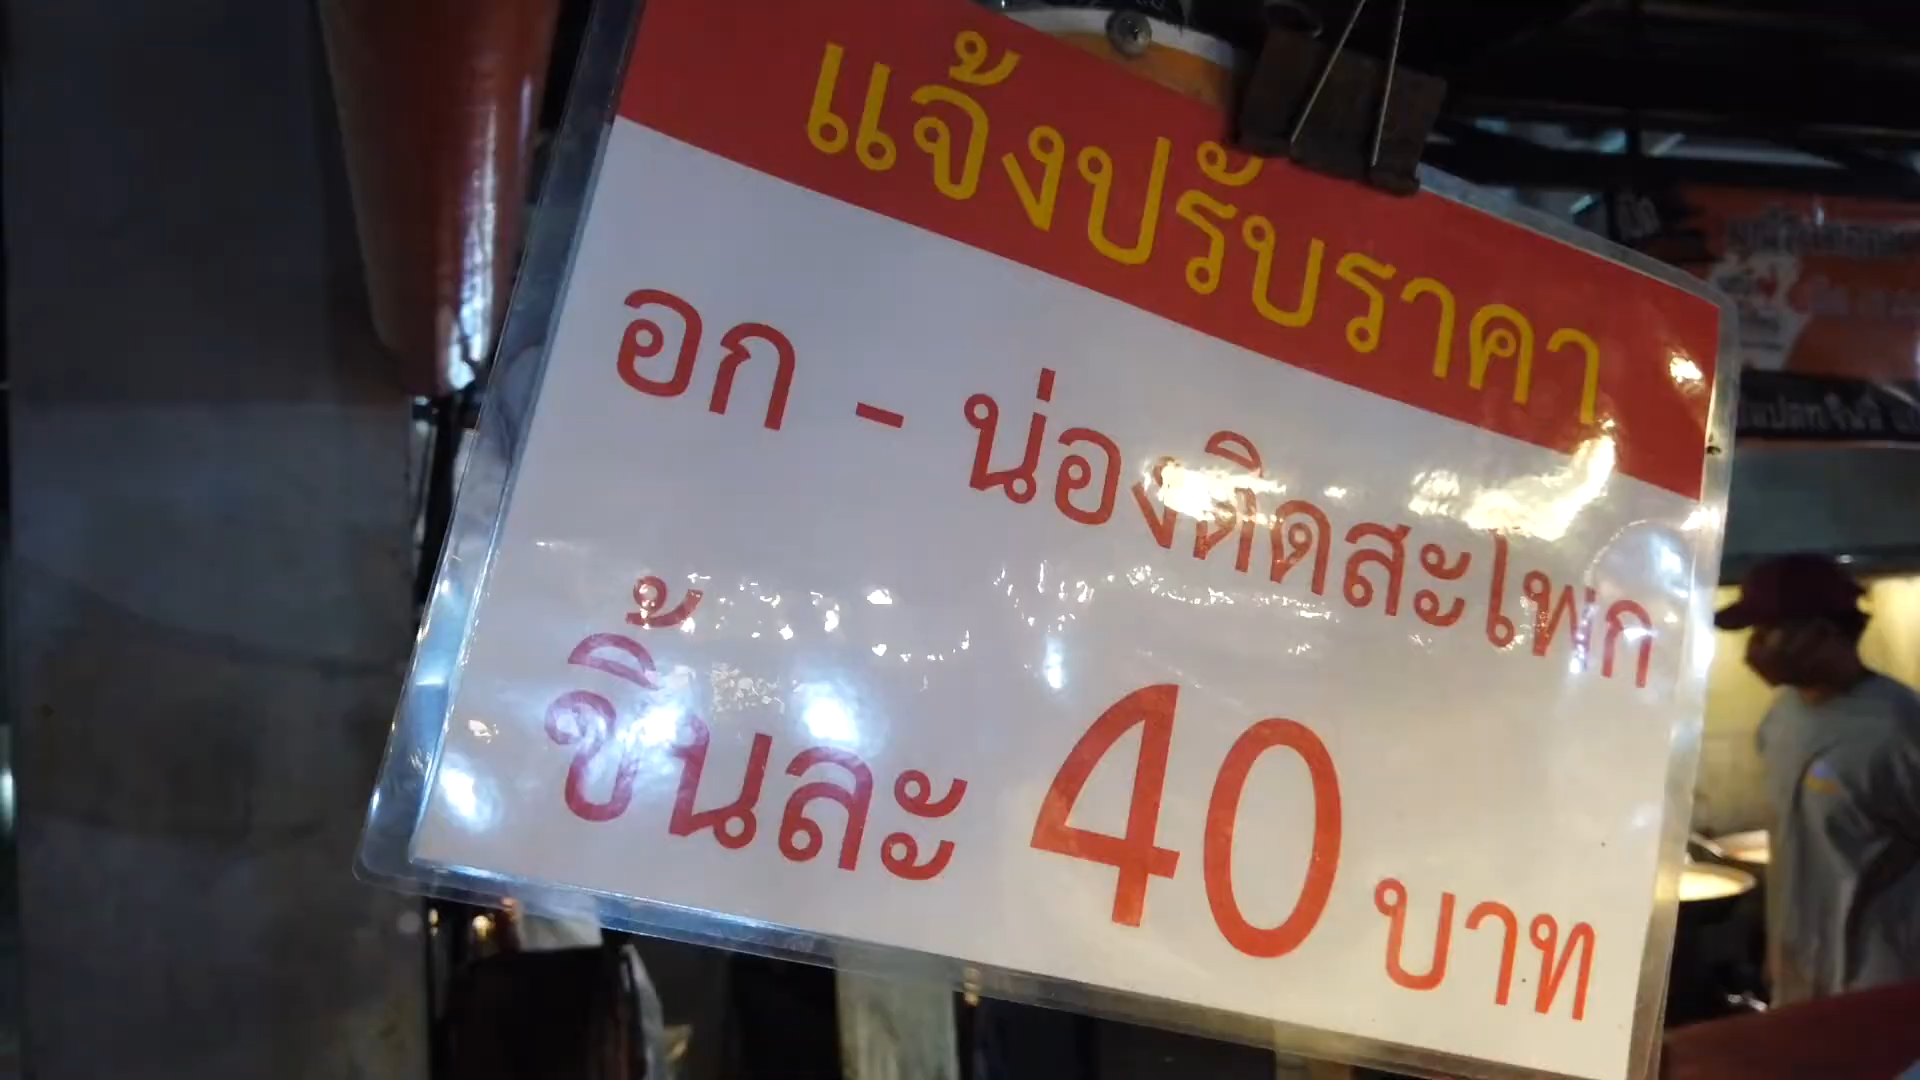 แจ้งปรับราคา
อก - น่องติดสะโพก
ชิ้นละ 40 บาท